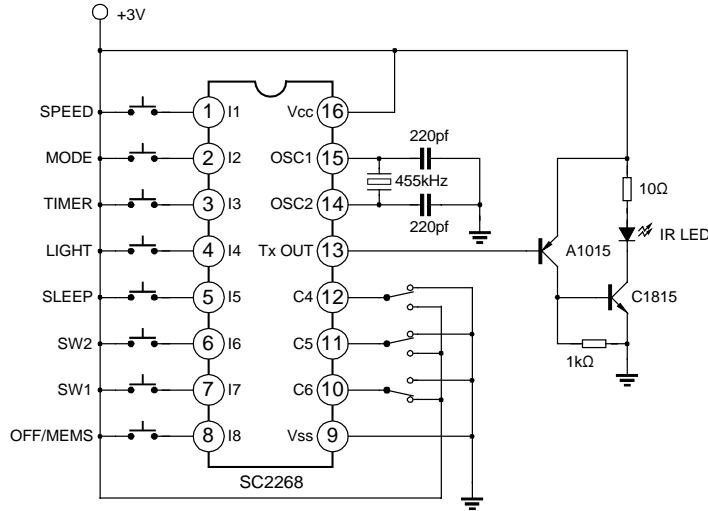 +3V
SPEED 1 I1 Vcc 16
220pf
MODE 2 I2 OSC1 15
455kHz
10Ω
TIMER 3 I3 OSC2 14
220pf
IR LED
LIGHT 4 I4 Tx OUT 13 A1015
SLEEP 5 I5 C4 12 C1815
SW2 6 I6 C5 11
1kΩ
SW1 7 I7 C6 10
OFF/MEMS 8 I8 Vss 9
SC2268